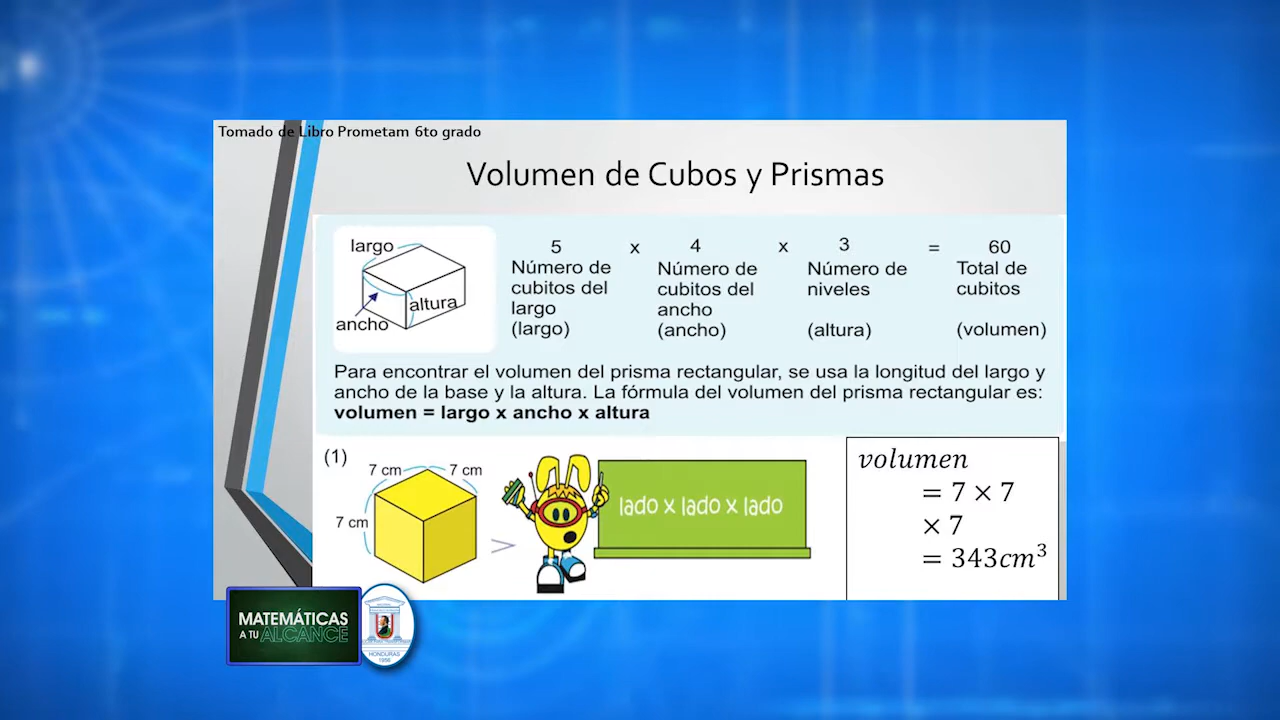 Tomado de Libro Prometam 6to grado
Volumen de Cubos y Prismas
largo
altura
ancho
5 x 4 x 3 = 60
Número de cubitos del largo (largo)
Número de cubitos del ancho (ancho)
Número de niveles (altura)
Total de cubitos (volumen)
Para encontrar el volumen del prisma rectangular, se usa la longitud del largo y
ancho de la base y la altura. La fórmula del volumen del prisma rectangular es:
volumen = largo x ancho x altura
(1)
7 cm 7 cm
7 cm
lado x lado x lado
volumen
= 7 × 7
× 7
= 343cm³
MATEMÁTICAS
A TU ALCANCE
HONDURAS
1956